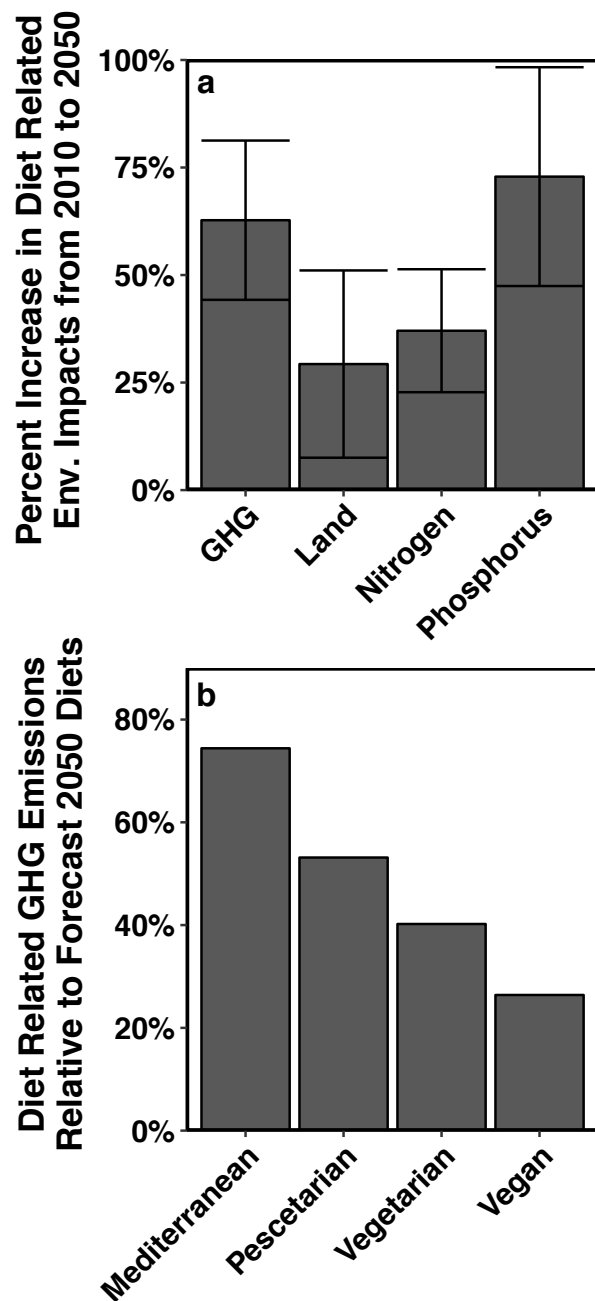 Percent Increase in Diet Related
Env. Impacts from 2010 to 2050
a
100%
75%
50%
25%
0%
GHG
Land
Nitrogen
Phosphorus
Diet Related GHG Emissions
Relative to Forecast 2050 Diets
b
80%
60%
40%
20%
0%
Mediterranean
Pescetarian
Vegetarian
Vegan